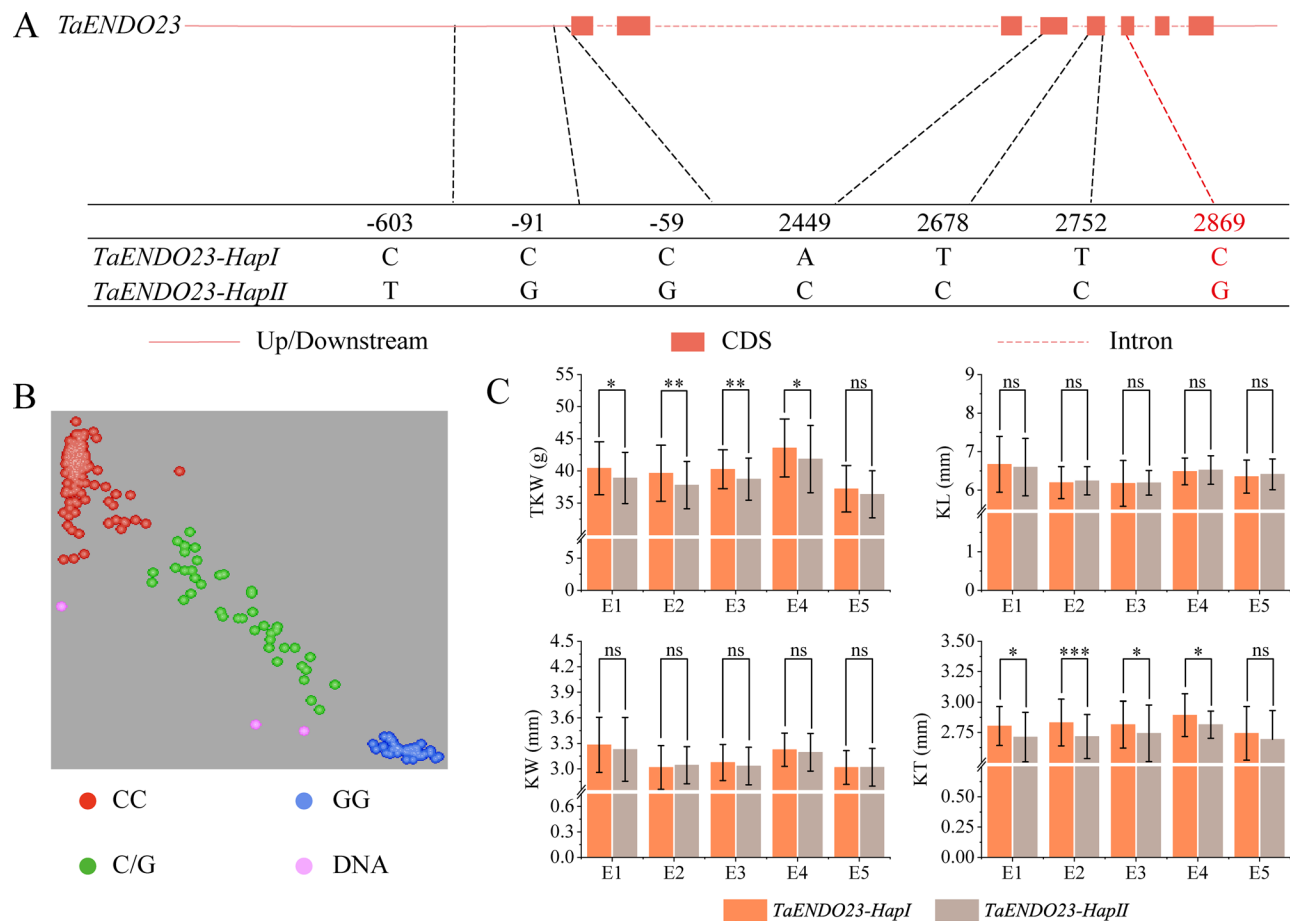 A
TaENDO23
-603 -91 -59 2449 2678 2752 2869
TaENDO23-HapI C C C A T T C
TaENDO23-HapII T G G C C C G
Up/Downstream CDS Intron
B
CC GG
C/G DNA
C
TKW (g)
55
50
45
40
35
5
0
* ** ** * ns
E1 E2 E3 E4 E5
KL (mm)
9
8
7
6
2
1
0
ns ns ns ns ns
E1 E2 E3 E4 E5
KW (mm)
4.5
4.2
3.9
3.6
3.3
3.0
0.6
0.3
0.0
ns ns ns ns ns
E1 E2 E3 E4 E5
KT (mm)
3.50
3.25
3.00
2.75
0.50
0.25
0.00
* *** * * ns
E1 E2 E3 E4 E5
TaENDO23-HapI TaENDO23-HapII